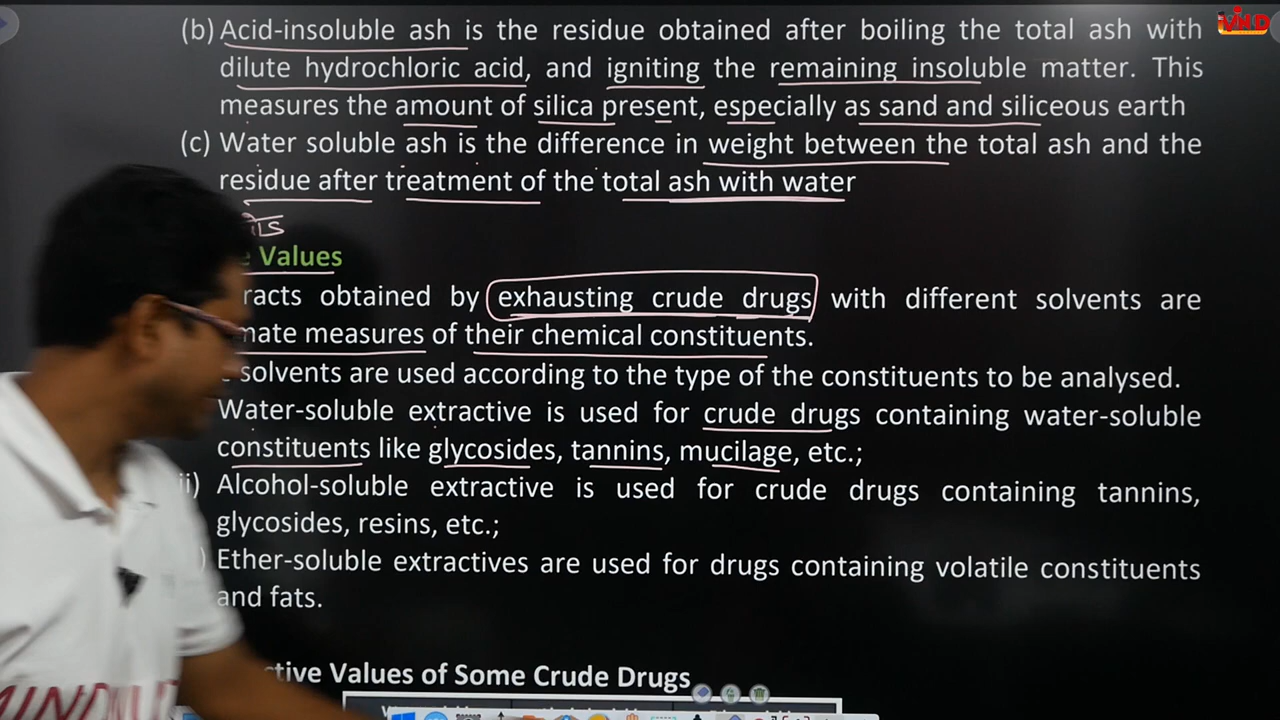 (b) Acid-insoluble ash is the residue obtained after boiling the total ash with
dilute hydrochloric acid, and igniting the remaining insoluble matter. This
measures the amount of silica present, especially as sand and siliceous earth
(c) Water soluble ash is the difference in weight between the total ash and the
residue after treatment of the total ash with water
e Values
racts obtained by exhausting crude drugs with different solvents are
mate measures of their chemical constituents.
solvents are used according to the type of the constituents to be analysed.
Water-soluble extractive is used for crude drugs containing water-soluble
constituents like glycosides, tannins, mucilage, etc.;
ii) Alcohol-soluble extractive is used for crude drugs containing tannins,
glycosides, resins, etc.;
) Ether-soluble extractives are used for drugs containing volatile constituents
and fats.
ctive Values of Some Crude Drugs